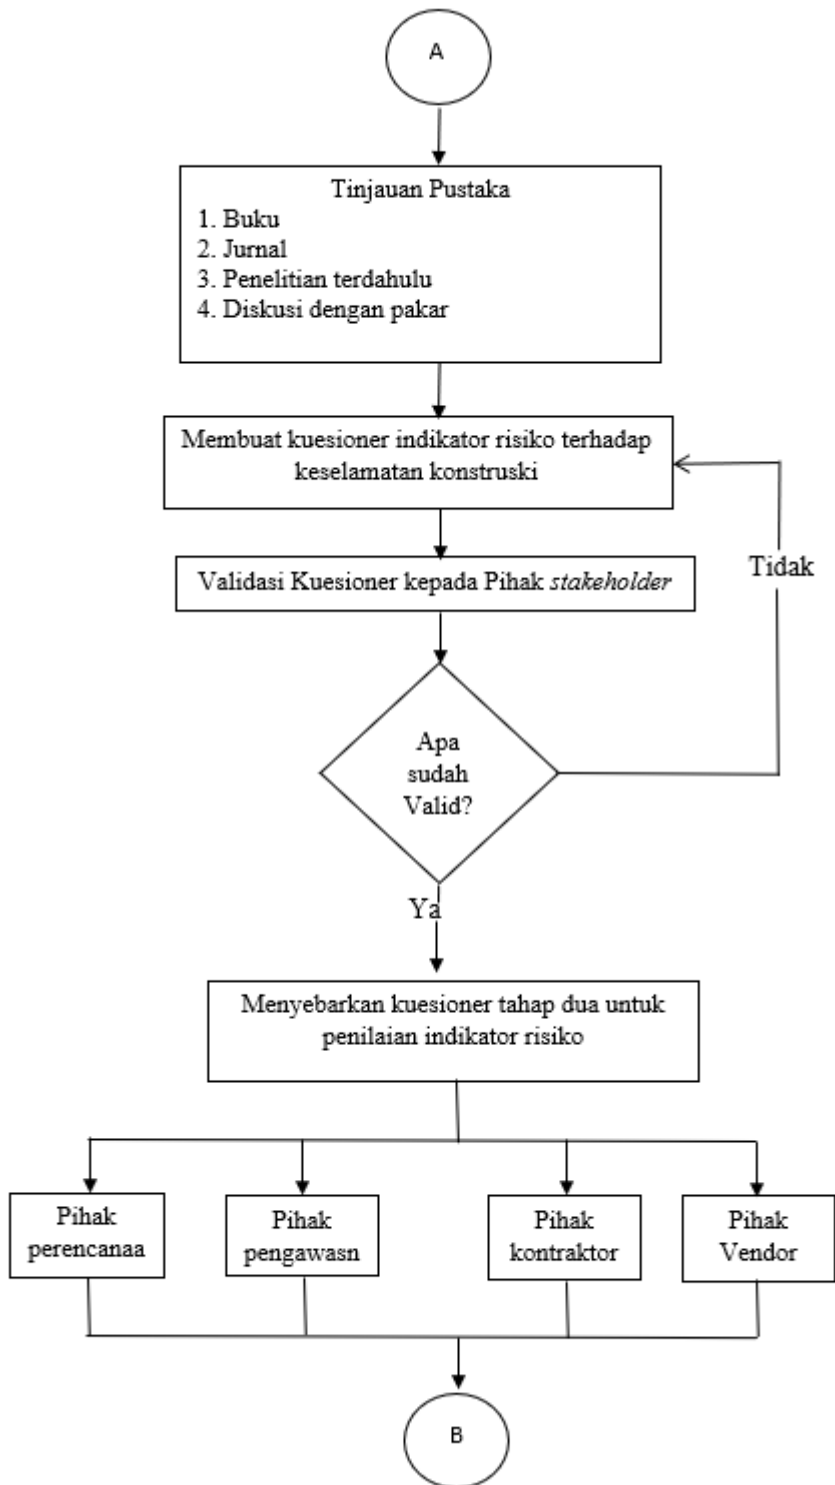 A
Tinjauan Pustaka
1. Buku
2. Jurnal
3. Penelitian terdahulu
4. Diskusi dengan pakar
Membuat kuesioner indikator risiko terhadap
keselamatan konstruski
Validasi Kuesioner kepada Pihak stakeholder
Tidak
Apa
sudah
Valid?
Ya
Menyebarkan kuesioner tahap dua untuk
penilaian indikator risiko
Pihak
perencanaa
Pihak
pengawasn
Pihak
kontraktor
Pihak
Vendor
B